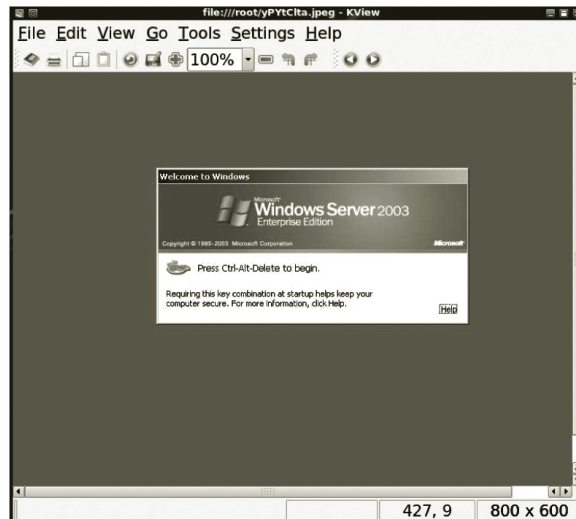 file:///root/yPYtClta.jpeg - KView
File Edit View Go Tools Settings Help
100%
Welcome to Windows
Microsoft
Windows Server 2003
Enterprise Edition
Copyright © 1985-2003 Microsoft Corporation
Microsoft
Press Ctrl-Alt-Delete to begin.
Requiring this key combination at startup helps keep your
computer secure. For more information, click Help.
Help
427, 9 800 x 600